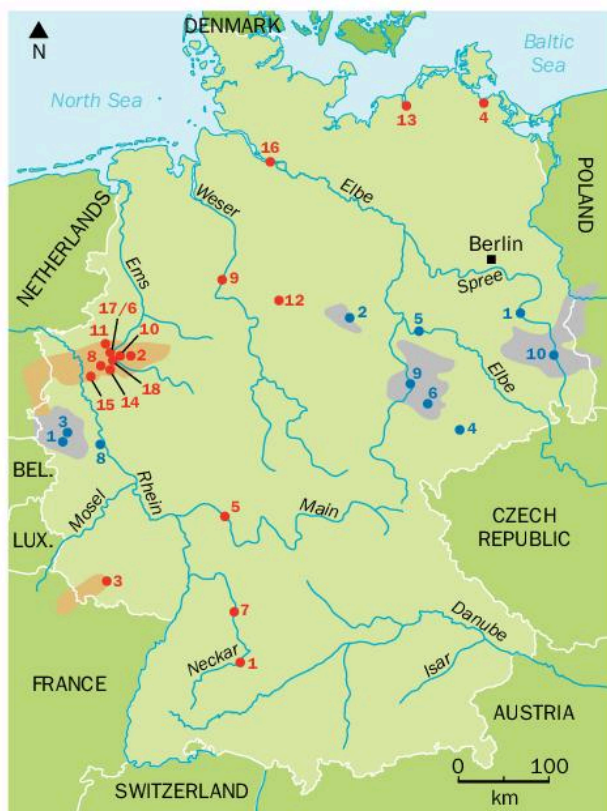 DENMARK
N
Baltic
Sea
North Sea
13
4
16
Elbe
POLAND
NETHERLANDS
Weser
Berlin
Spree
Ems
9
12
2
5
1
17/6
11
10
8
2
10
9
6
Elbe
15
14
18
4
3
1
8
BEL.
Rhein
Mosel
5
Main
LUX.
CZECH
REPUBLIC
3
7
Danube
Neckar
1
Isar
FRANCE
AUSTRIA
SWITZERLAND
0
100
km